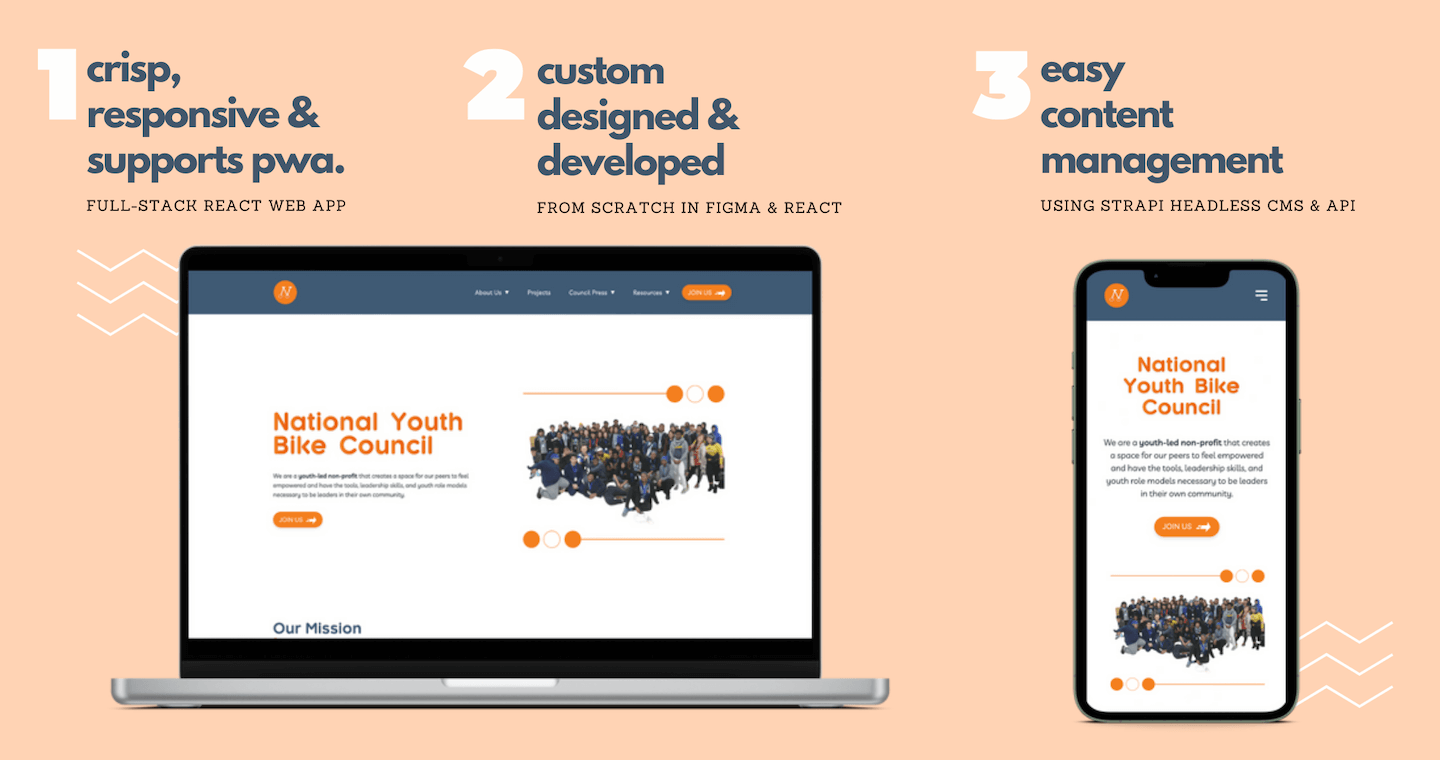 1
crisp,
responsive &
supports pwa.
FULL-STACK REACT WEB APP
2
custom
designed &
developed
FROM SCRATCH IN FIGMA & REACT
3
easy
content
management
USING STRAPI HEADLESS CMS & API
N
About Us ▼ Projects Council Press ▼ Resources ▼ JOIN US
National Youth
Bike Council
We are a youth-led non-profit that creates a space for our peers to feel
empowered and have the tools, leadership skills, and youth role models
necessary to be leaders in their own community.
JOIN US
Our Mission
N
National
Youth Bike
Council
We are a youth-led non-profit that creates
a space for our peers to feel empowered
and have the tools, leadership skills, and
youth role models necessary to be leaders
in their own community.
JOIN US